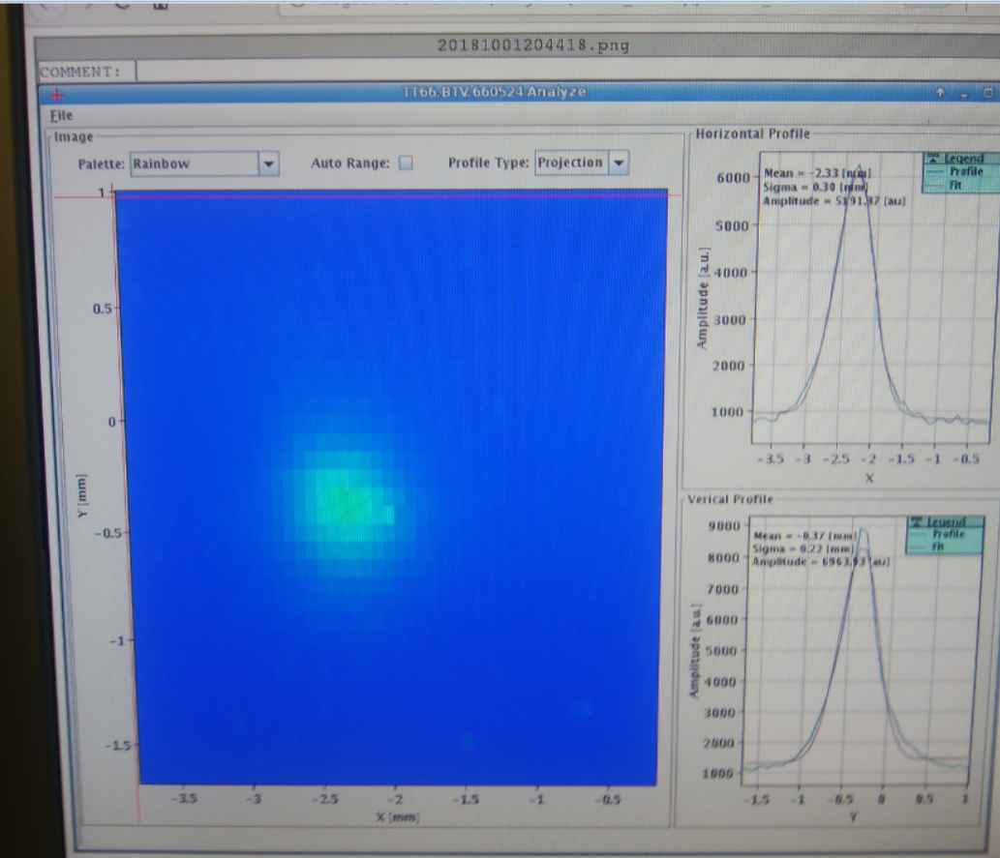 20181001204418.png
COMMENT:
TT66.BTV.660524 Analyze
File
Image
Palette: Rainbow Auto Range: Profile Type: Projection
1
0.5
0
-0.5
-1
-1.5
Y [mm]
-3.5 -3 -2.5 -2 -1.5 -1 -0.5
X [mm]
Horizontal Profile
Legend
Profile
Fit
Mean = -2.33 [mm]
Sigma = 0.30 [mm]
Amplitude = 5191.37 [au]
6000
5000
4000
3000
2000
1000
Amplitude [a.u.]
-3.5 -3 -2.5 -2 -1.5 -1 -0.5
X
Verical Profile
Legend
Profile
Fit
Mean = -0.37 [mm]
Sigma = 0.22 [mm]
Amplitude = 6963.93 [au]
9000
8000
7000
6000
5000
4000
3000
2000
1000
Amplitude [a.u.]
-1.5 -1 -0.5 0 0.5 1
Y